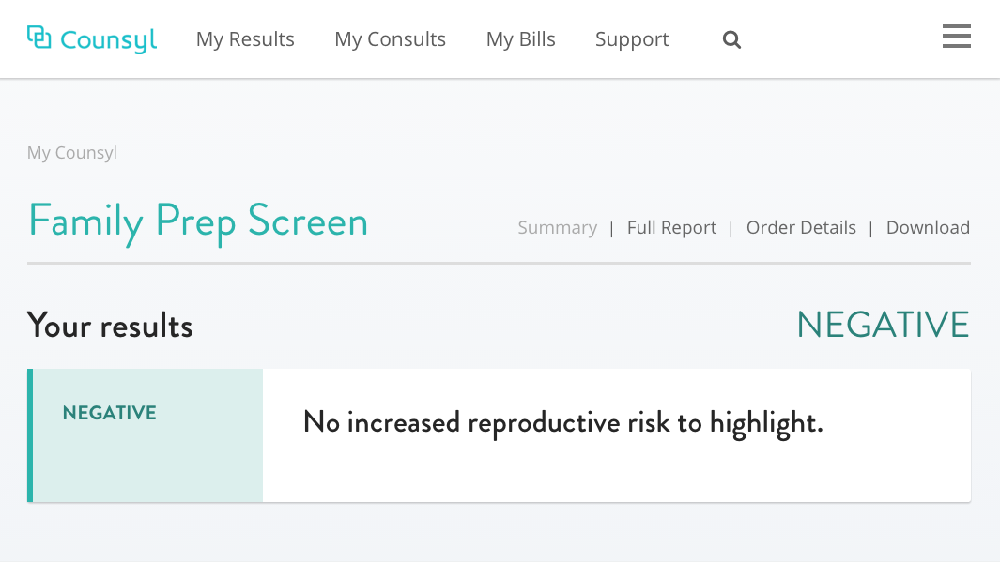 Counsyl My Results My Consults My Bills Support
My Counsyl
Family Prep Screen
Summary | Full Report | Order Details | Download
Your results NEGATIVE
NEGATIVE No increased reproductive risk to highlight.